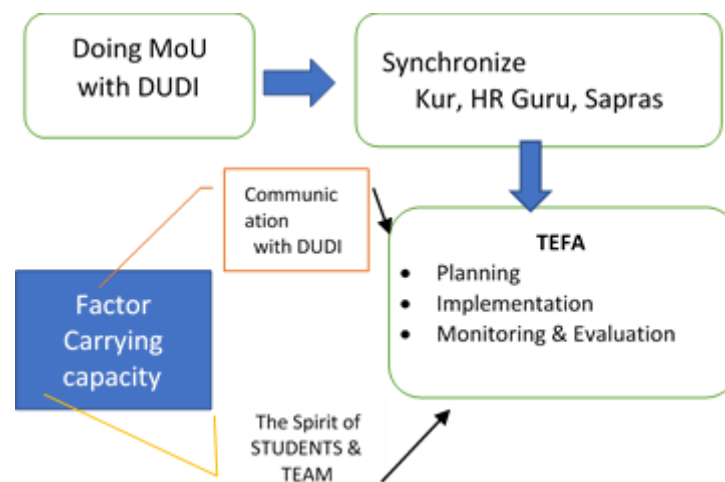 Doing MoU
with DUDI
Synchronize
Kur, HR Guru, Sapras
Communic
ation
with DUDI
TEFA
• Planning
• Implementation
• Monitoring & Evaluation
Factor
Carrying
capacity
The Spirit of
STUDENTS &
TEAM